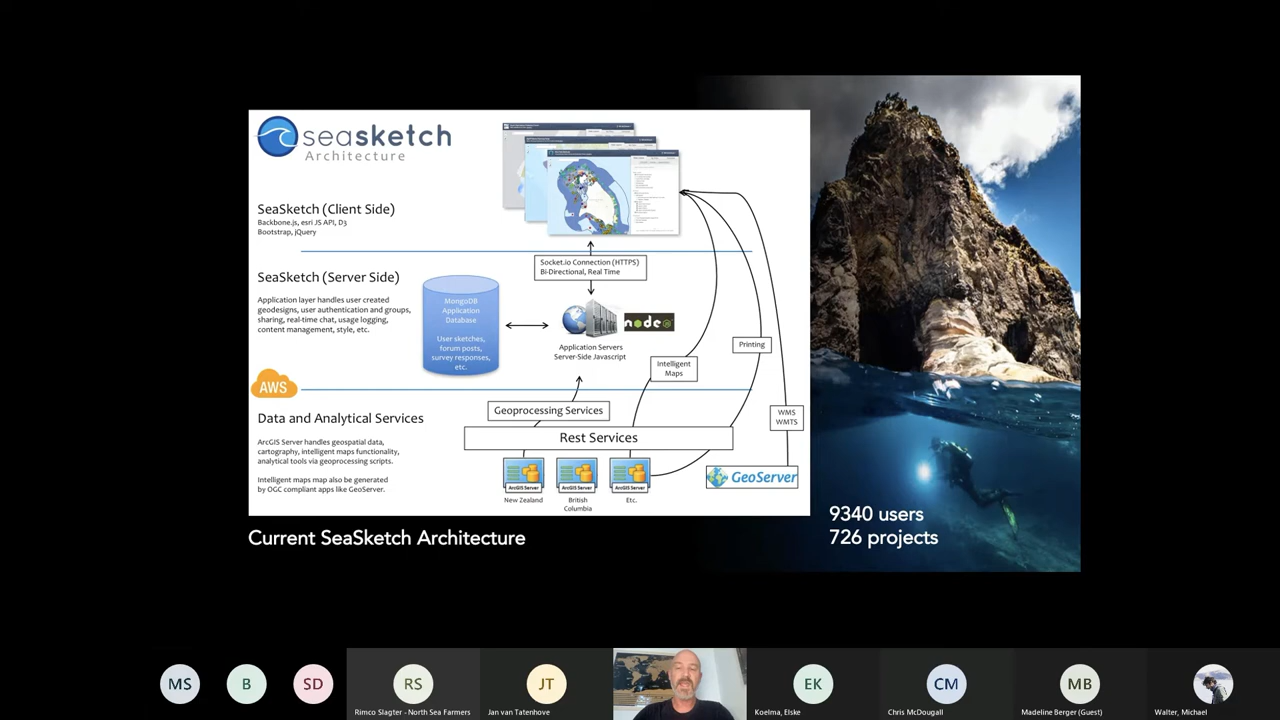 seasketch
Architecture
SeaSketch (Client Side)
Backbone.js, esri JS API, D3
Bootstrap, jQuery
Socket.io Connection (HTTPS)
Bi-Directional, Real Time
SeaSketch (Server Side)
Application layer handles user created
geodesigns, user authentication and groups,
sharing, real-time chat, usage logging,
content management, style, etc.
MongoDB
Application
Database
User sketches,
forum posts,
survey responses,
etc.
node
Application Servers
Server-Side Javascript
Intelligent
Maps
Printing
WMS
WMTS
AWS
Data and Analytical Services
ArcGIS Server handles geospatial data,
cartography, intelligent maps functionality,
analytical tools via geoprocessing scripts.
Intelligent maps map also be generated
by OGC compliant apps like GeoServer.
Geoprocessing Services
Rest Services
ArcGIS Server
ArcGIS Server
ArcGIS Server
New Zealand
British
Columbia
Etc.
GeoServer
Current SeaSketch Architecture
9340 users
726 projects
MS
B
SD
RS
Rimco Slagter - North Sea Farmers
JT
Jan van Tatenhove
EK
Koelma, Elske
CM
Chris McDougall
MB
Madeline Berger (Guest)
Walter, Michael